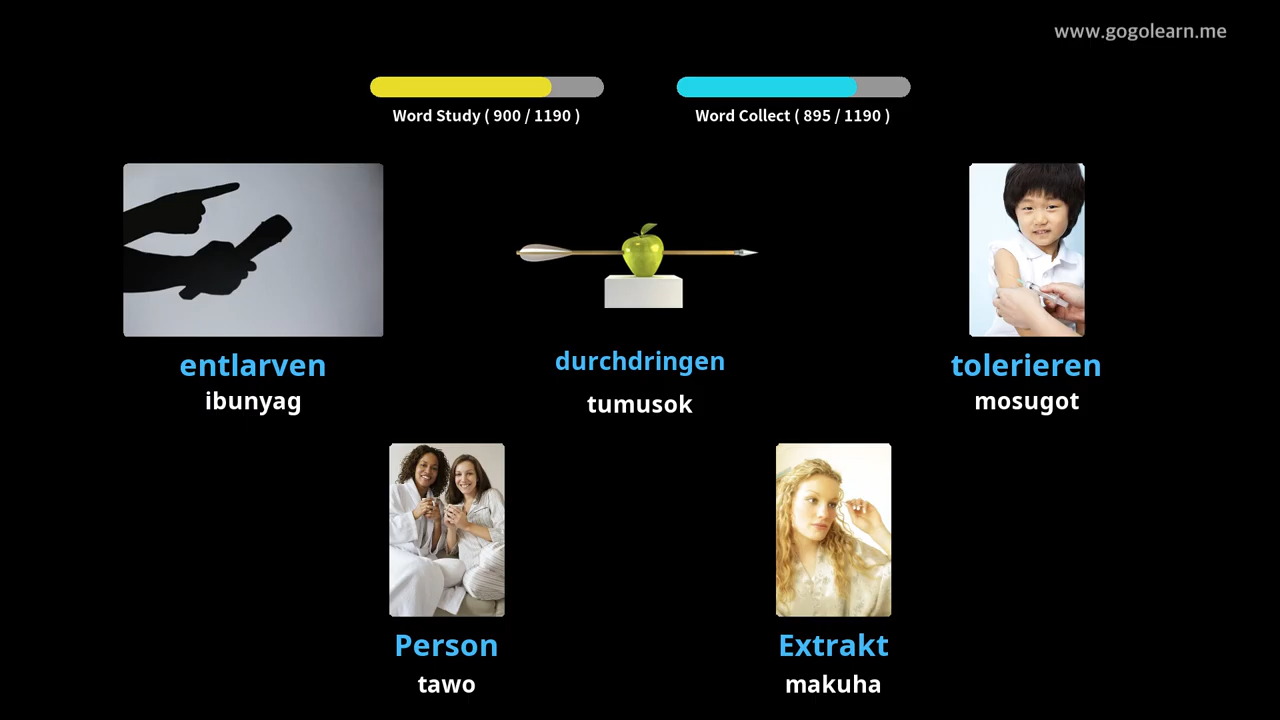 www.gogolearn.me
Word Study ( 900 / 1190 )
Word Collect ( 895 / 1190 )
entlarven
ibunyag
durchdringen
tumusok
tolerieren
mosugot
Person
tawo
Extrakt
makuha